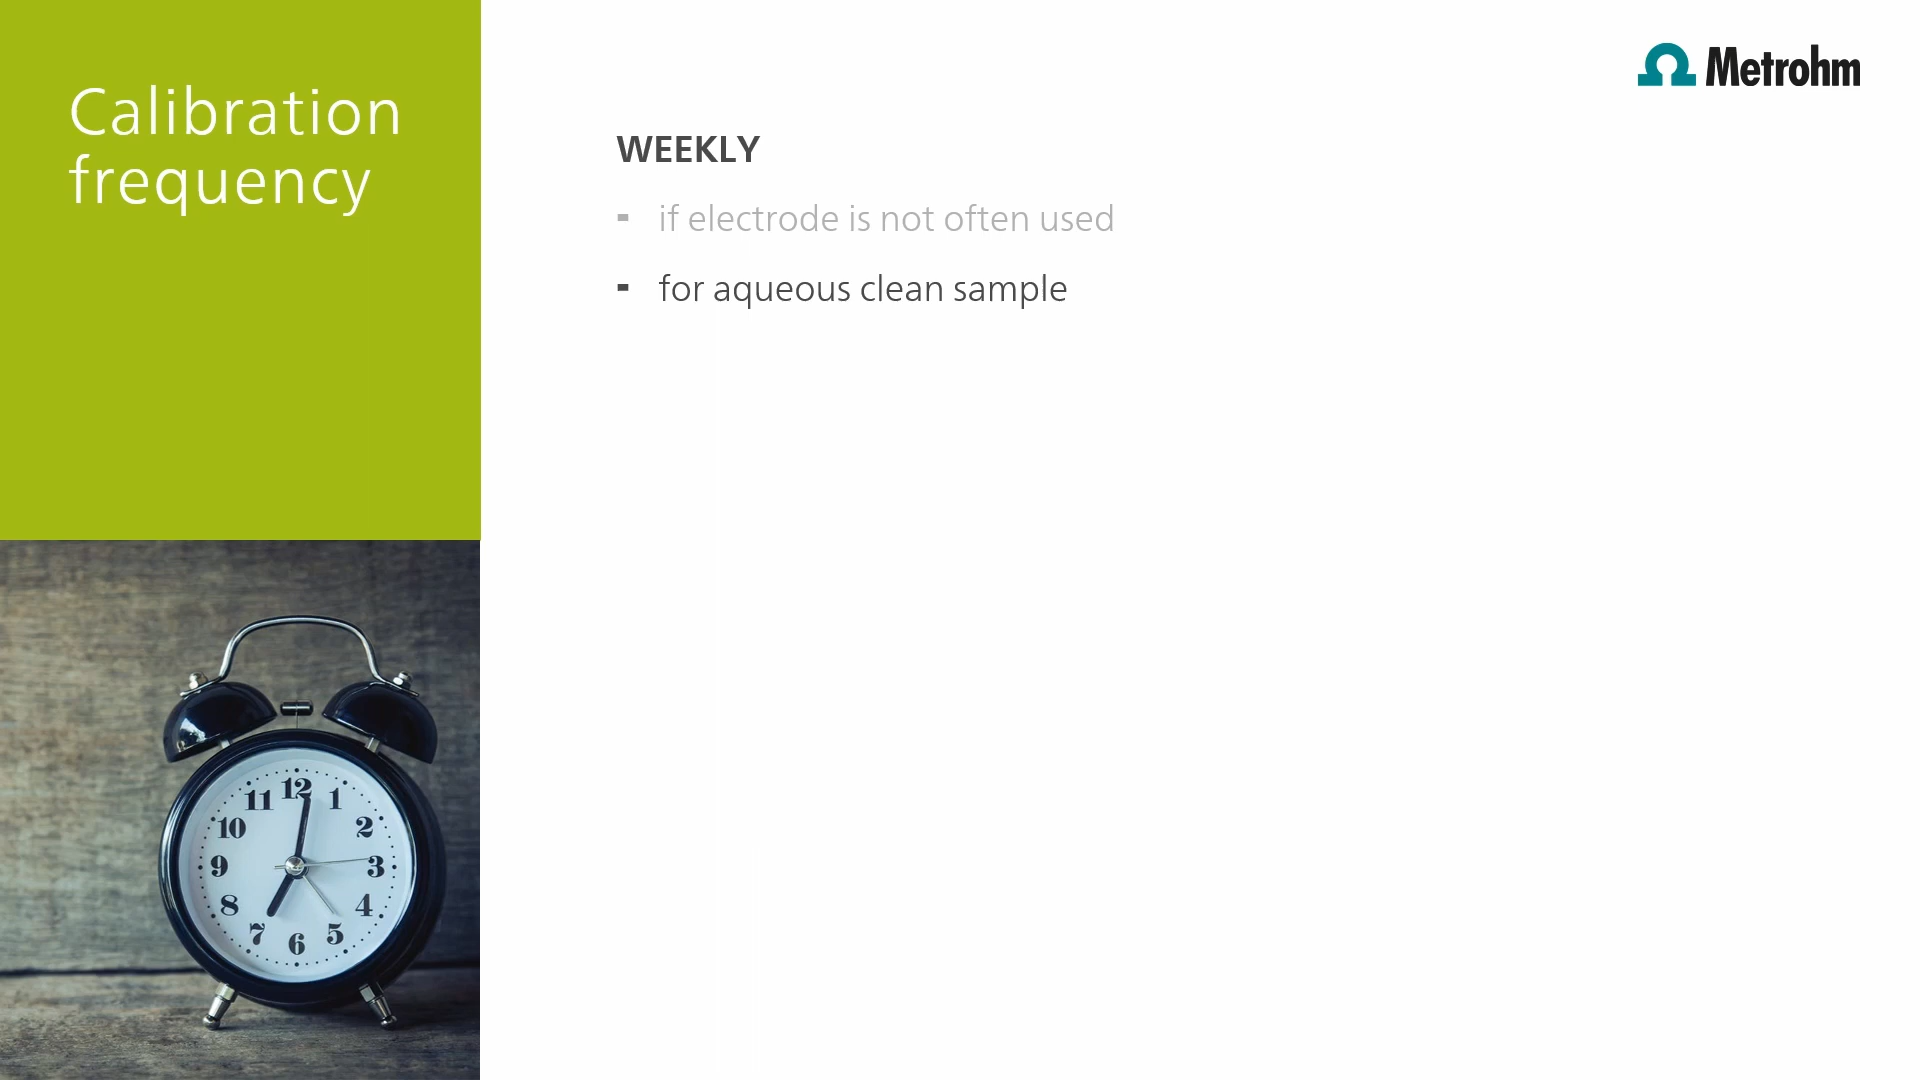 Calibration
frequency
Metrohm
WEEKLY
- if electrode is not often used
- for aqueous clean sample
12
1
2
3
4
5
6
7
8
9
10
11